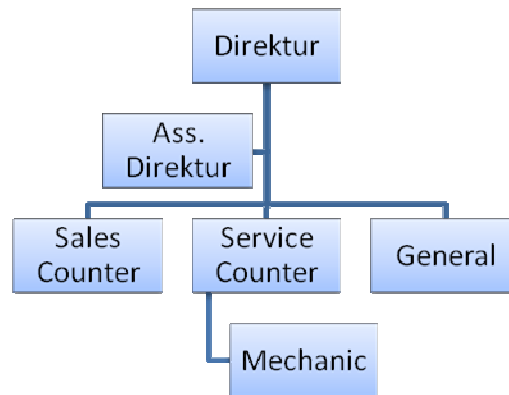 Direktur
Ass.
Direktur
Sales
Counter
Service
Counter
General
Mechanic